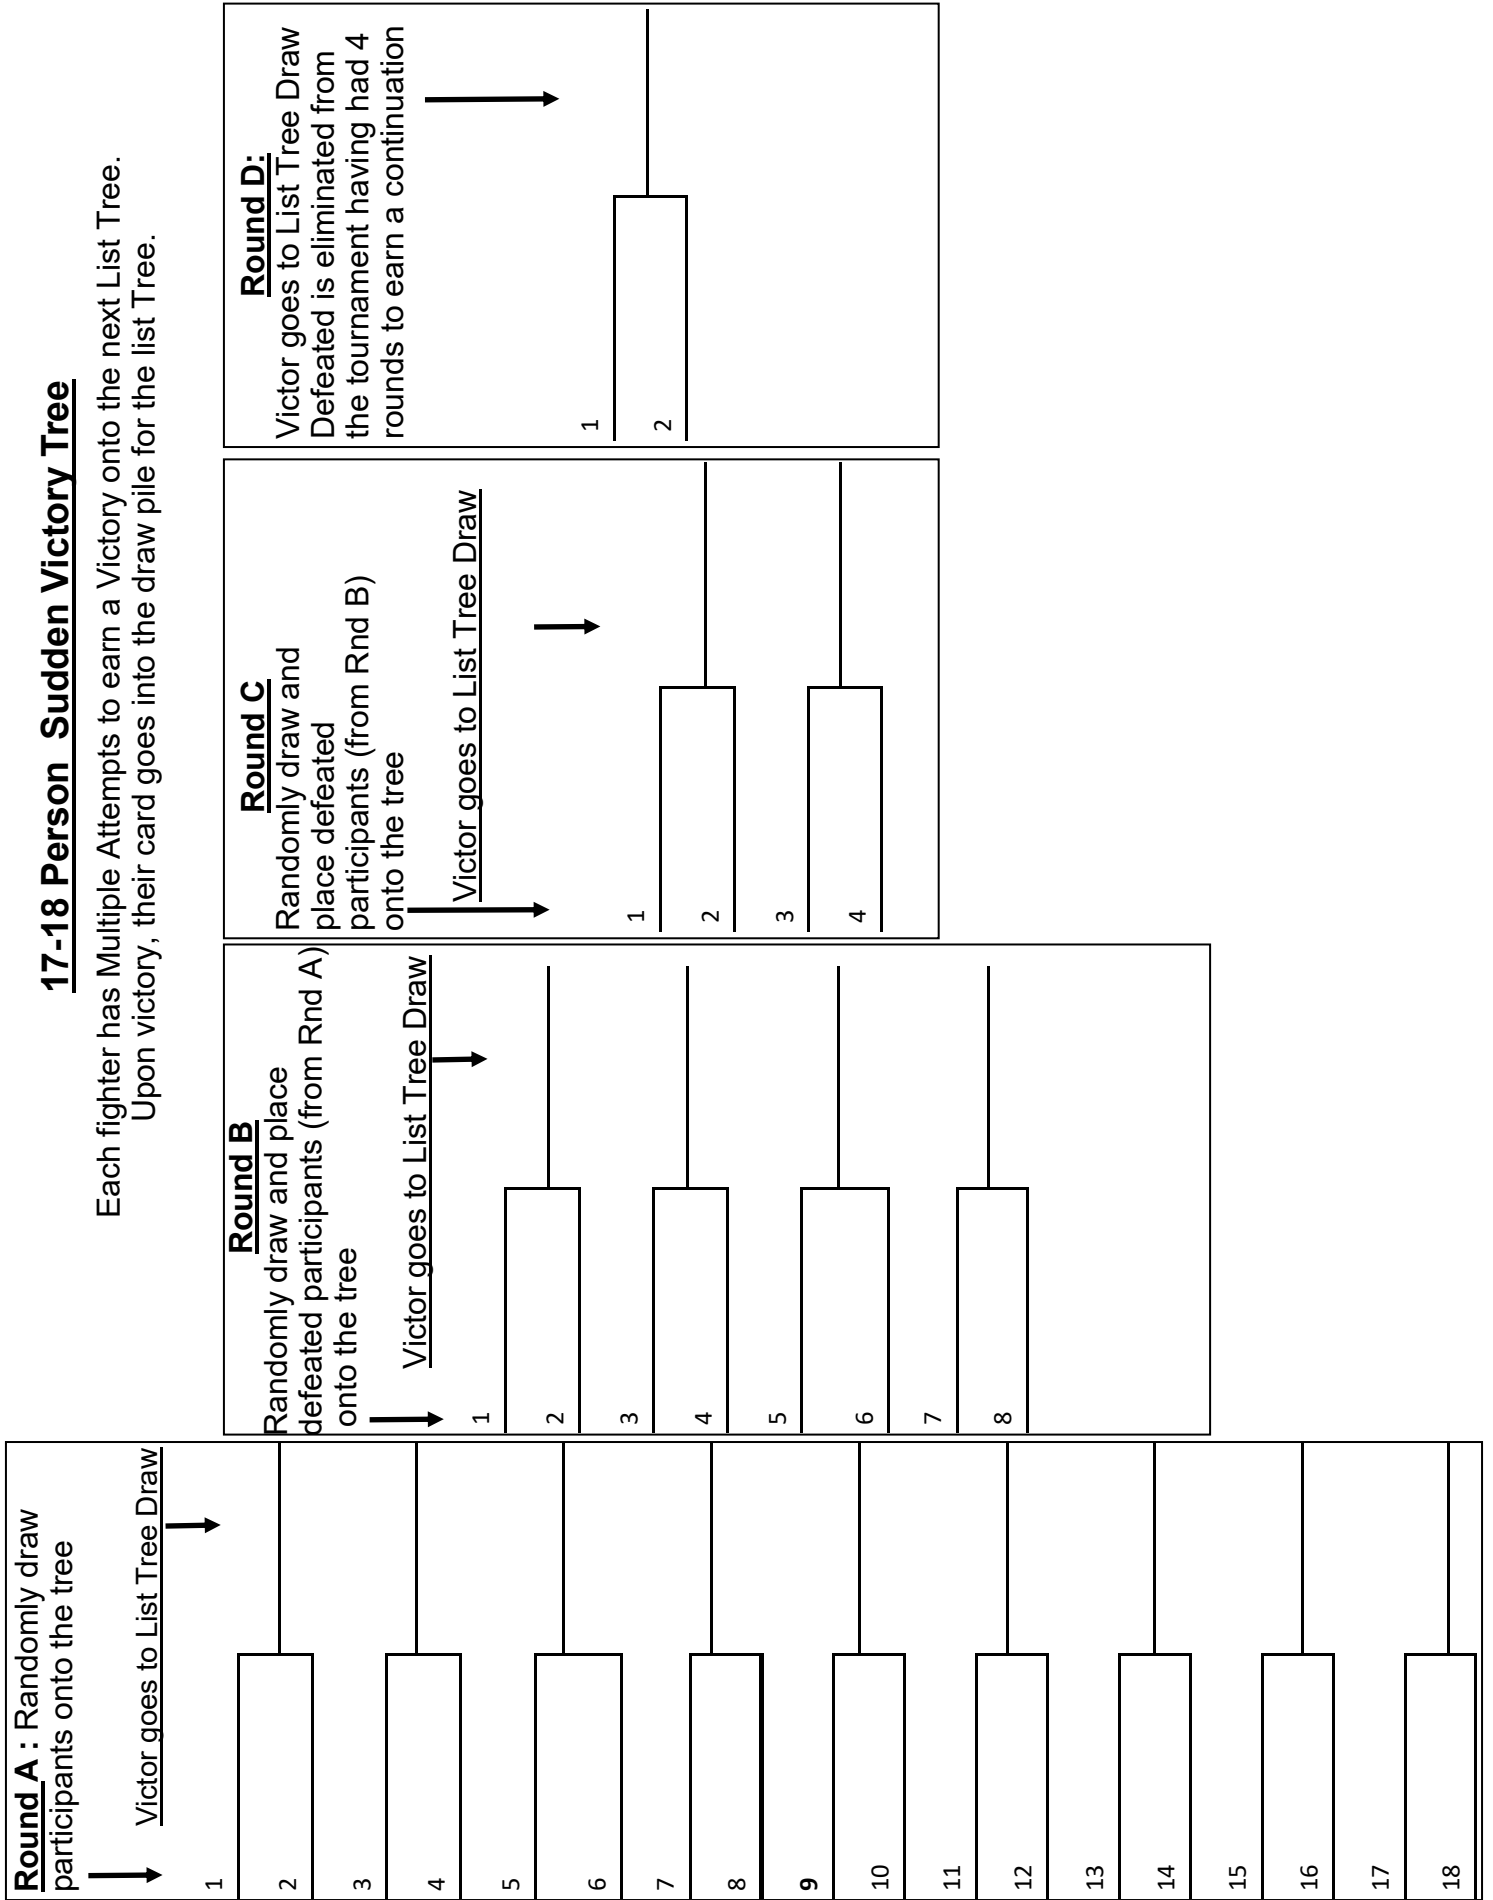 17-18 Person  Sudden Victory Tree
Each fighter has Multiple Attempts to earn a Victory onto the next List Tree.
Upon victory, their card goes into the draw pile for the list Tree.
Round A : Randomly draw
participants onto the tree
Victor goes to List Tree Draw
1
2
3
4
5
6
7
8
9
10
11
12
13
14
15
16
17
18
Round B
Randomly draw and place
defeated participants (from Rnd A)
onto the tree
Victor goes to List Tree Draw
1
2
3
4
5
6
7
8
Round C
Randomly draw and
place defeated
participants (from Rnd B)
onto the tree
Victor goes to List Tree Draw
1
2
3
4
Round D:
Victor goes to List Tree Draw
Defeated is eliminated from
the tournament having had 4
rounds to earn a continuation
1
2